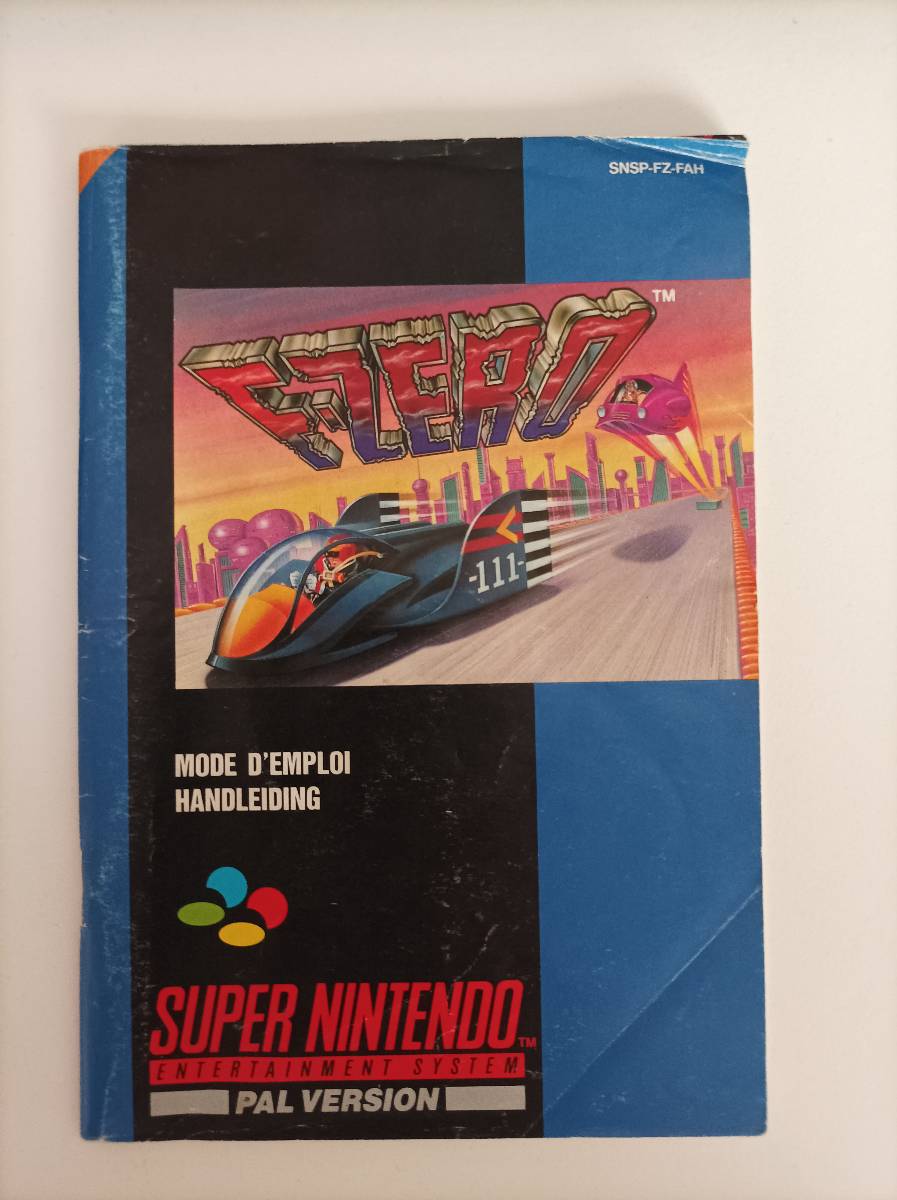 SNSP-FZ-FAH
F-ZERO™
-111-
MODE D'EMPLOI
HANDLEIDING
SUPER NINTENDO™
ENTERTAINMENT SYSTEM
PAL VERSION